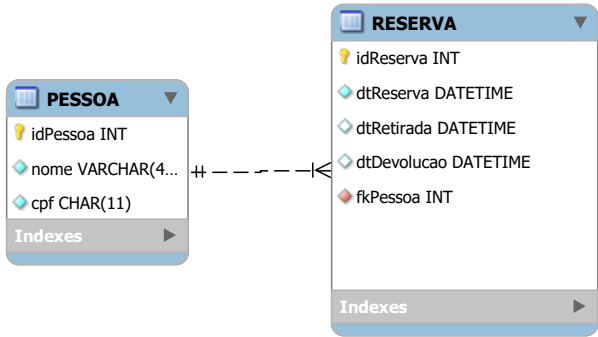 PESSOA
idPessoa INT
nome VARCHAR(4...
cpf CHAR(11)
Indexes
RESERVA
idReserva INT
dtReserva DATETIME
dtRetirada DATETIME
dtDevolucao DATETIME
fkPessoa INT
Indexes